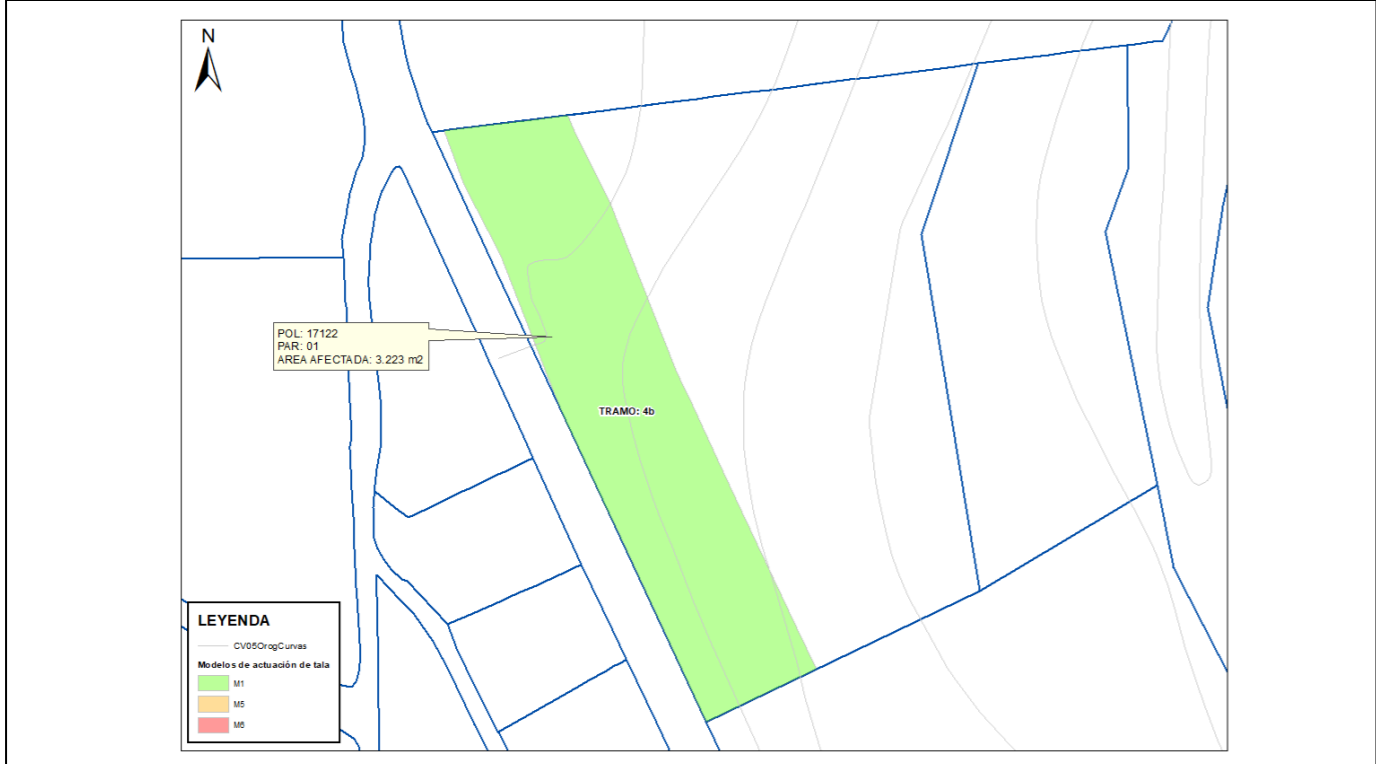 N
POL: 17122
PAR: 01
AREA AFECTADA: 3.223 m2
TRAMO: 4b
LEYENDA
CV05OrogCurvas
Modelos de actuación de tala
M1
M5
M6